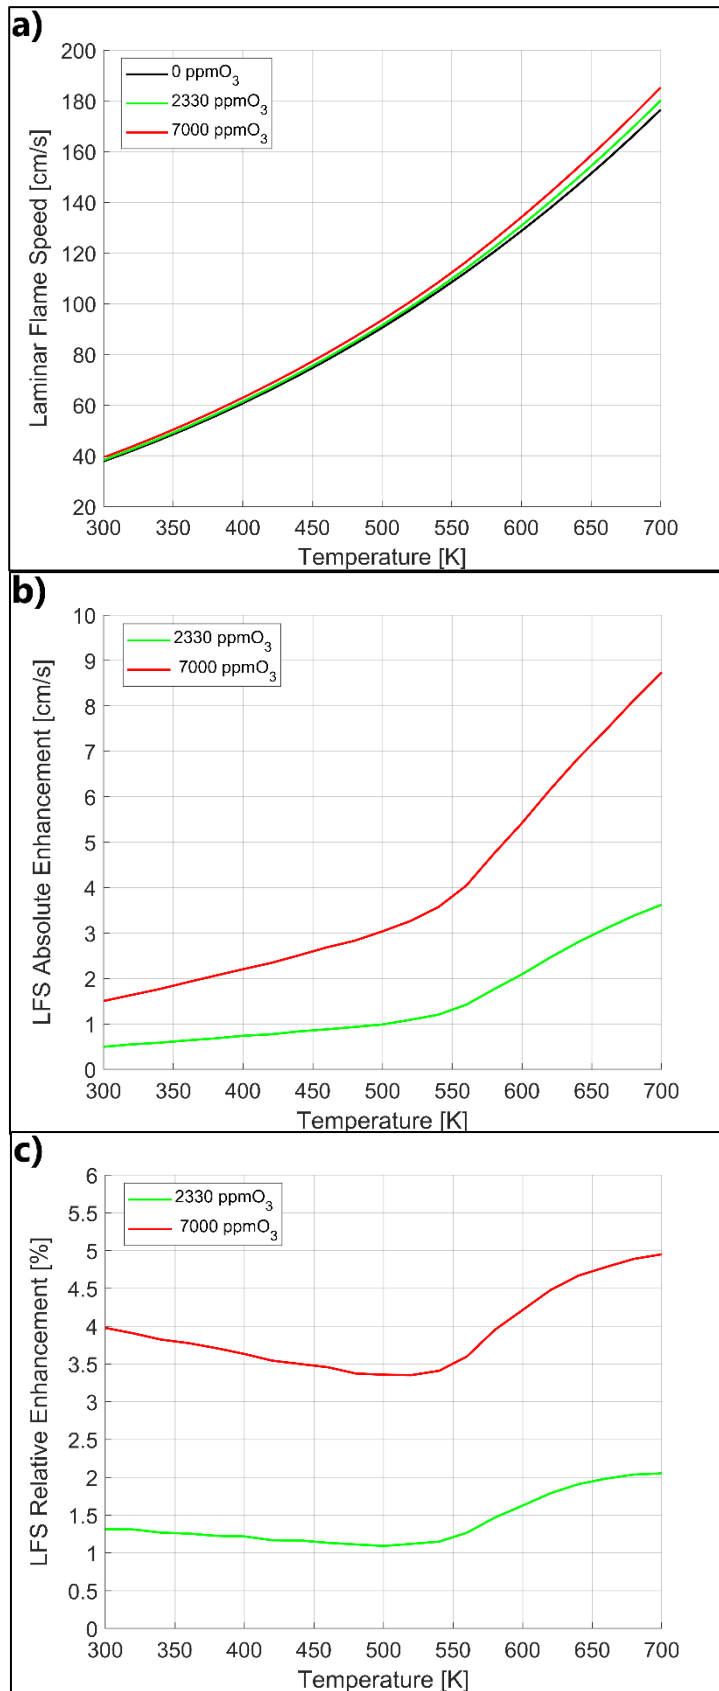 a)
200
180
160
140
120
100
80
60
40
20
Laminar Flame Speed [cm/s]
0 ppmO3
2330 ppmO3
7000 ppmO3
300 350 400 450 500 550 600 650 700
Temperature [K]
b)
10
9
8
7
6
5
4
3
2
1
0
LFS Absolute Enhancement [cm/s]
2330 ppmO3
7000 ppmO3
300 350 400 450 500 550 600 650 700
Temperature [K]
c)
6
5.5
5
4.5
4
3.5
3
2.5
2
1.5
1
0.5
0
LFS Relative Enhancement [%]
2330 ppmO3
7000 ppmO3
300 350 400 450 500 550 600 650 700
Temperature [K]